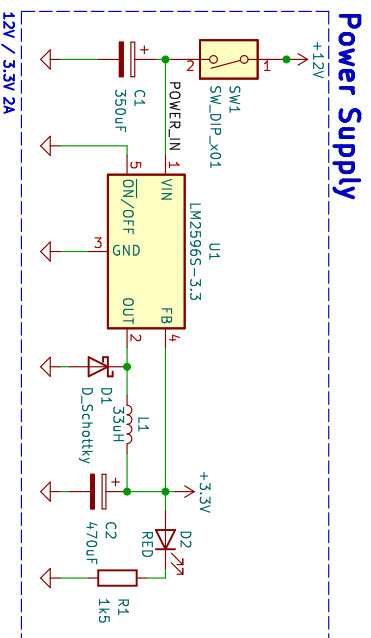 Power Supply
+12V
1
2
SW1
SW_DIP_x01
C1
350uF
+
POWER_IN
U1
LM2596S-3.3
1
VIN
5
ON/OFF
3
GND
OUT
2
FB
4
D1
D_Schottky
L1
33uH
+3.3V
+
C2
470uF
D2
RED
R1
1k5
12V / 3.3V 2A